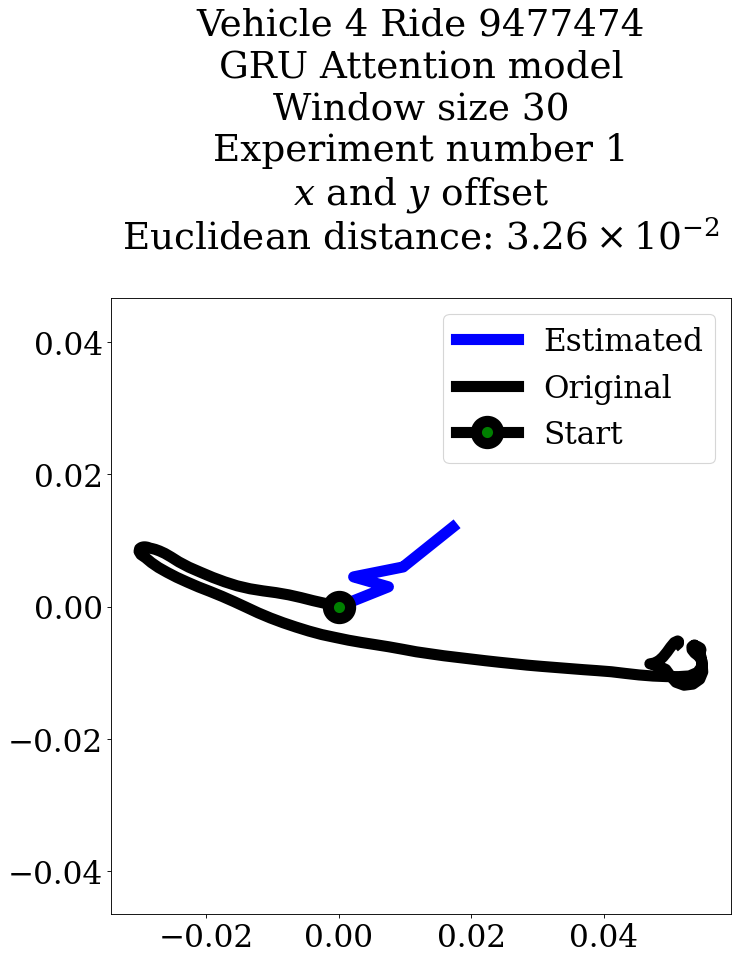 Vehicle 4 Ride 9477474
GRU Attention model
Window size 30
Experiment number 1
x and y offset
Euclidean distance: 3.26 × 10⁻²
Estimated
Original
Start
0.04
0.02
0.00
−0.02
−0.04
−0.02 0.00 0.02 0.04